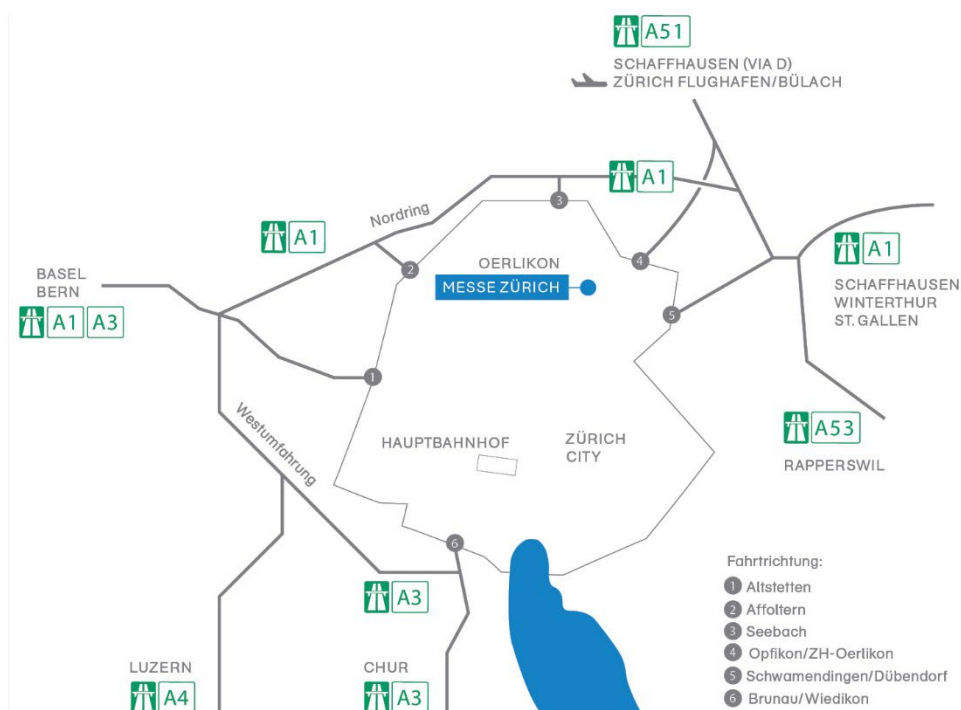 A51
SCHAFFHAUSEN (VIA D)
ZÜRICH FLUGHAFEN/BÜLACH
A1
Nordring
A1
BASEL
BERN
A1 A3
OERLIKON
MESSE ZÜRICH
A1
SCHAFFHAUSEN
WINTERTHUR
ST. GALLEN
1
2
3
4
5
6
Westumfahrung
HAUPTBAHNHOF
ZÜRICH
CITY
A53
RAPPERSWIL
A3
LUZERN
A4
CHUR
A3
Fahrtrichtung:
1 Altstetten
2 Affoltern
3 Seebach
4 Opfikon/ZH-Oerlikon
5 Schwamendingen/Dübendorf
6 Brunau/Wiedikon